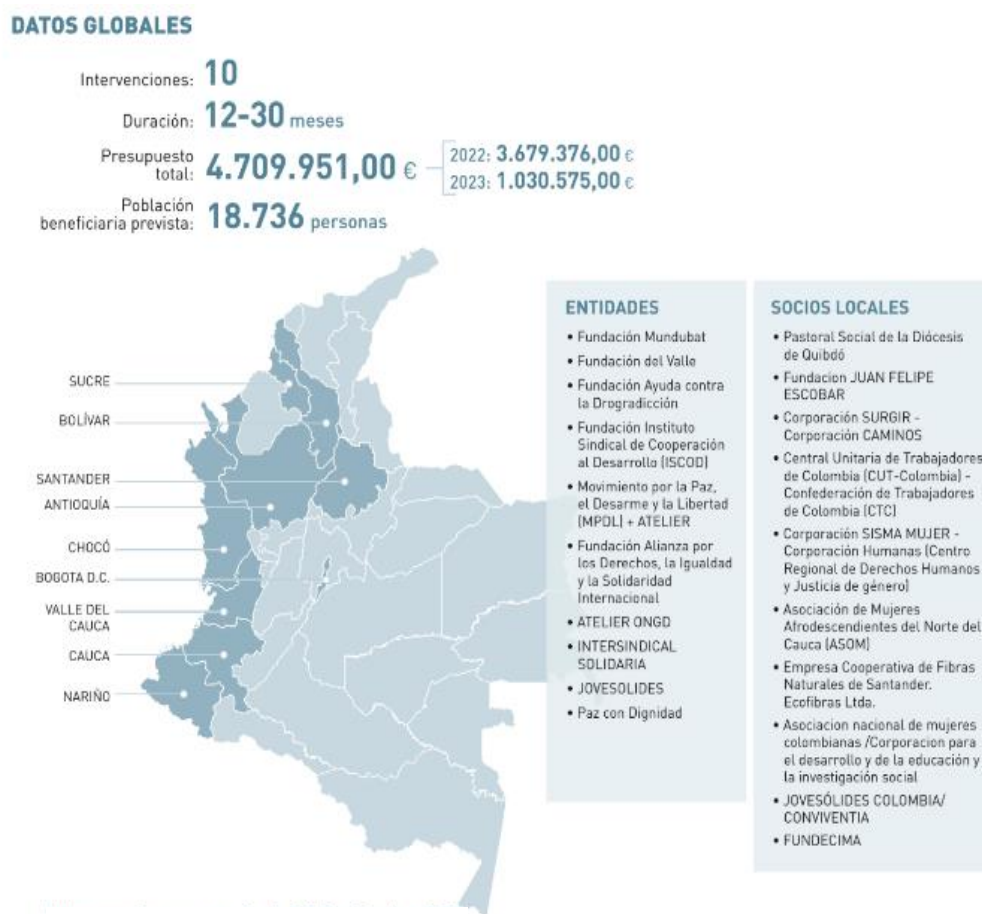 DATOS GLOBALES
Intervenciones: 10
Duración: 12-30 meses
Presupuesto
total: 4.709.951,00 €
2022: 3.679.376,00 €
2023: 1.030.575,00 €
Población
beneficiaria prevista: 18.736 personas
SUCRE
BOLÍVAR
SANTANDER
ANTIOQUÍA
CHOCÓ
BOGOTA D.C.
VALLE DEL
CAUCA
CAUCA
NARIÑO
ENTIDADES
• Fundación Mundubat
• Fundación del Valle
• Fundación Ayuda contra
la Drogradicción
• Fundación Instituto
Sindical de Cooperación
al Desarrollo (ISCOD)
• Movimiento por la Paz,
el Desarme y la Libertad
(MPDL) + ATELIER
• Fundación Alianza por
los Derechos, la Igualdad
y la Solidaridad
Internacional
• ATELIER ONGD
• INTERSINDICAL
SOLIDARIA
• JOVESOLIDES
• Paz con Dignidad
SOCIOS LOCALES
• Pastoral Social de la Diócesis
de Quibdó
• Fundacion JUAN FELIPE
ESCOBAR
• Corporación SURGIR -
Corporación CAMINOS
• Central Unitaria de Trabajadores
de Colombia (CUT-Colombia) -
Confederación de Trabajadores
de Colombia (CTC)
• Corporación SISMA MUJER -
Corporación Humanas (Centro
Regional de Derechos Humanos
y Justicia de género)
• Asociación de Mujeres
Afrodescendientes del Norte del
Cauca (ASOM)
• Empresa Cooperativa de Fibras
Naturales de Santander.
Ecofibras Ltda.
• Asociacion nacional de mujeres
colombianas /Corporacion para
el desarrollo y de la educación y
la investigación social
• JOVESÓLIDES COLOMBIA/
CONVIVENTIA
• FUNDECIMA